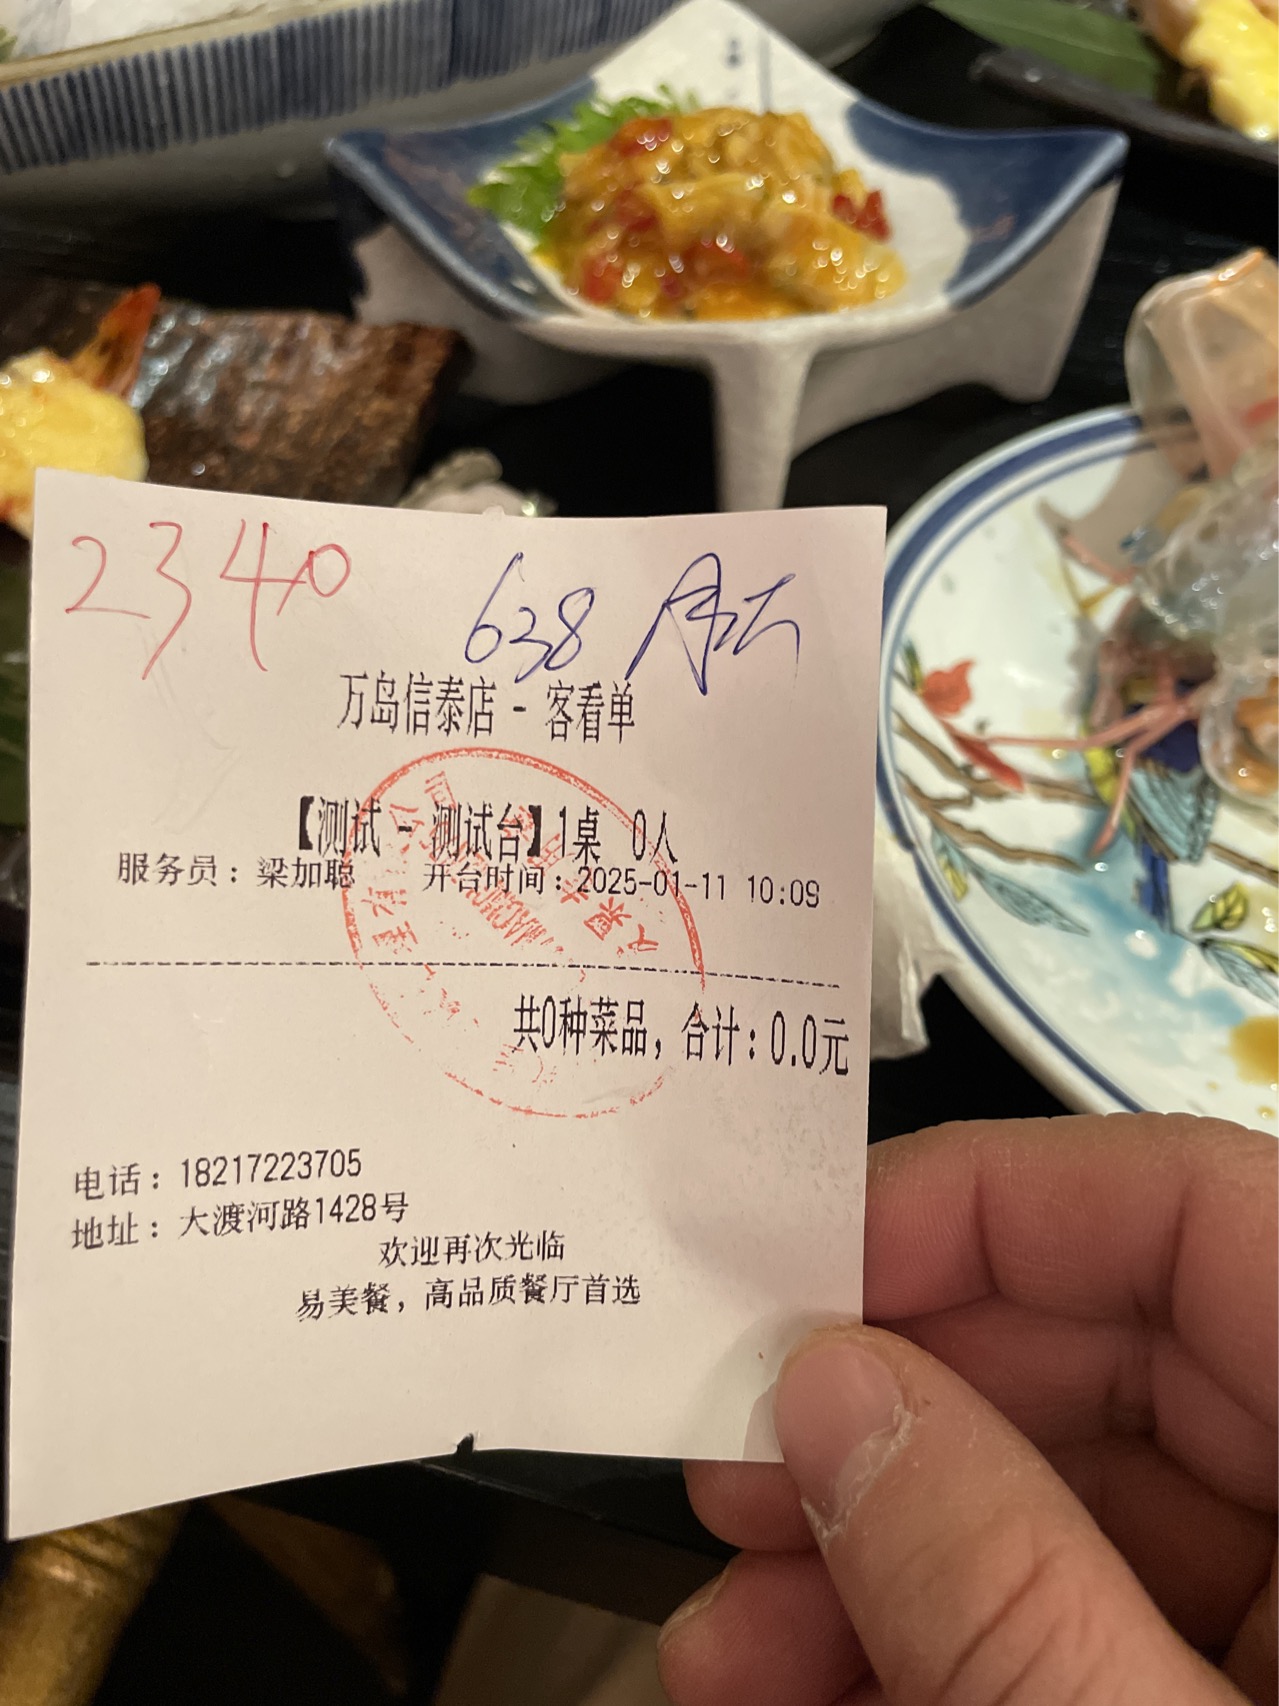 2340
638
万岛信泰店 - 客看单
【测试 - 测试台】1桌 0人
服务员：梁加聪 开台时间：2025-01-11 10:09
共0种菜品，合计：0.0元
电话：18217223705
地址：大渡河路1428号
欢迎再次光临
易美餐，高品质餐厅首选